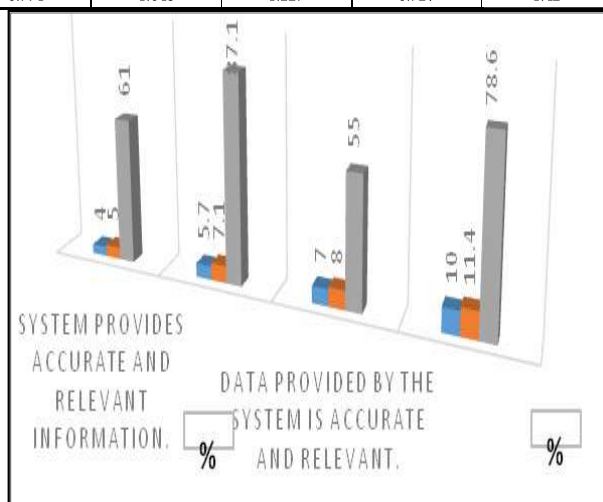 61
87.1
55
78.6
4
5
5.7
7.1
7
8
10
11.4
SYSTEM PROVIDES
ACCURATE AND
RELEVANT
INFORMATION.
%
DATA PROVIDED BY THE
SYSTEM IS ACCURATE
AND RELEVANT.
%